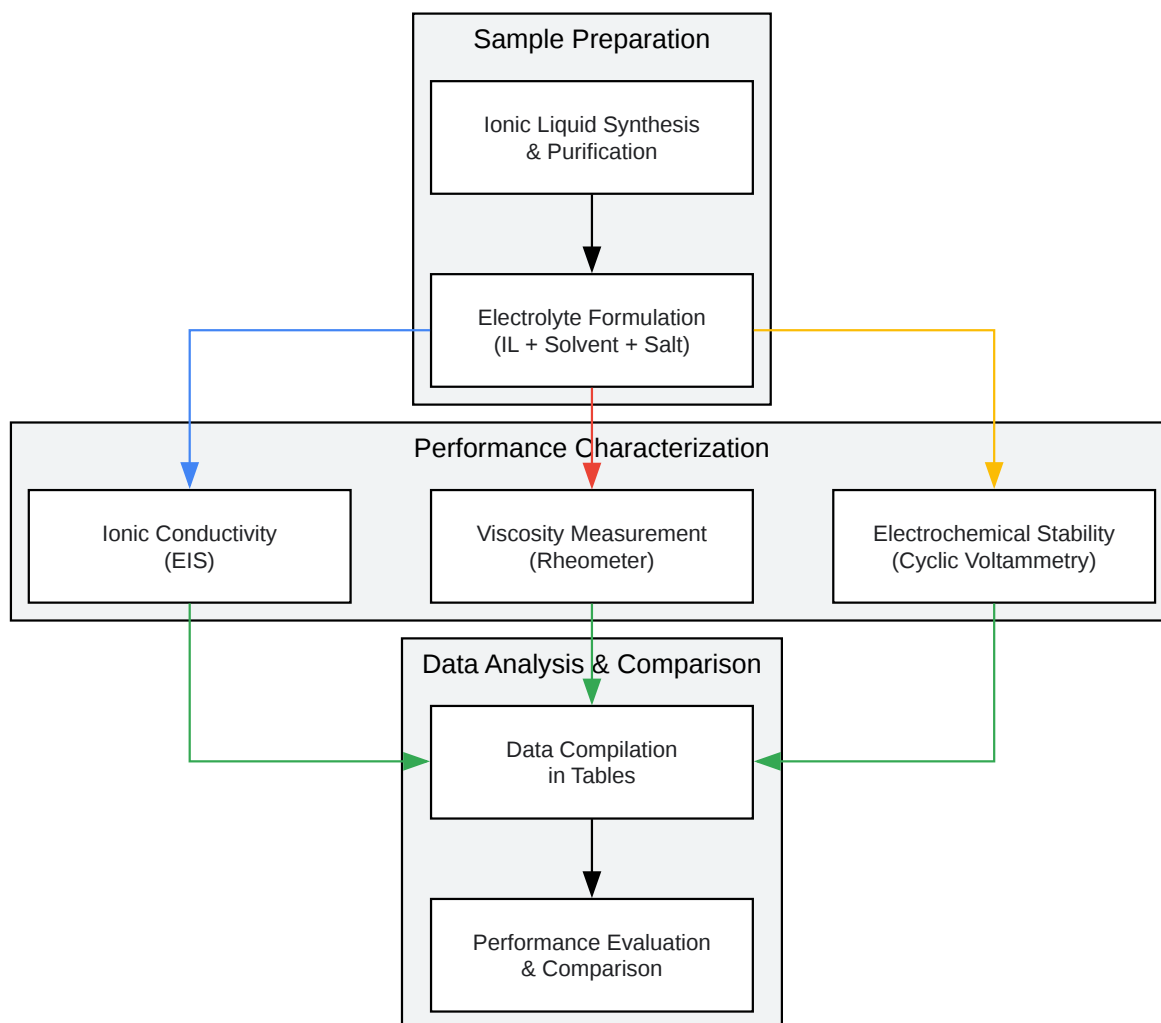 Sample Preparation
Ionic Liquid Synthesis
& Purification
Electrolyte Formulation
(IL + Solvent + Salt)
Performance Characterization
Ionic Conductivity
(EIS)
Viscosity Measurement
(Rheometer)
Electrochemical Stability
(Cyclic Voltammetry)
Data Analysis & Comparison
Data Compilation
in Tables
Performance Evaluation
& Comparison